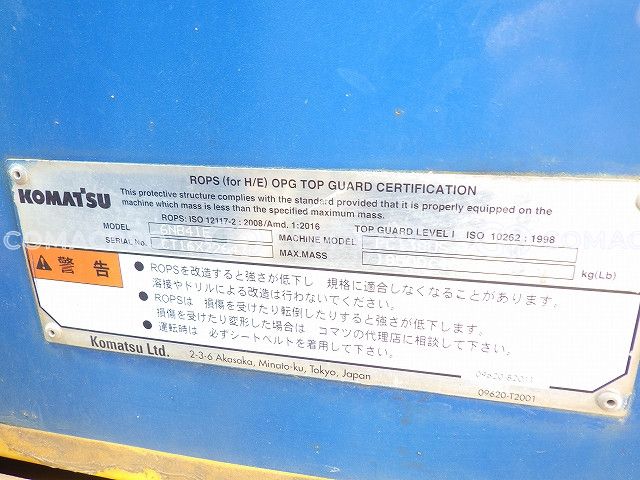 ROPS (for H/E) OPG TOP GUARD CERTIFICATION
KOMATSU
This protective structure complies with the standard provided that it is properly equipped on the
machine which mass is less than the specified maximum mass.
ROPS: ISO 12117-2 : 2008/Amd. 1:2016 TOP GUARD LEVEL I ISO 10262 : 1998
MODEL MACHINE MODEL
SERIAL No. MAX.MASS kg(Lb)
警告
● ROPSを改造すると強さが低下し 規格に適合しなくなることがあります。
溶接やドリルによる改造は行わないでください。
● ROPSは 損傷を受けたり転倒したりすると強さが低下します。
損傷を受けたり変形した場合は コマツの代理店に相談して下さい。
● 運転時は 必ずシートベルトを着用して下さい。
Komatsu Ltd. 2-3-6 Akasaka, Minato-ku, Tokyo, Japan
09620-T2001